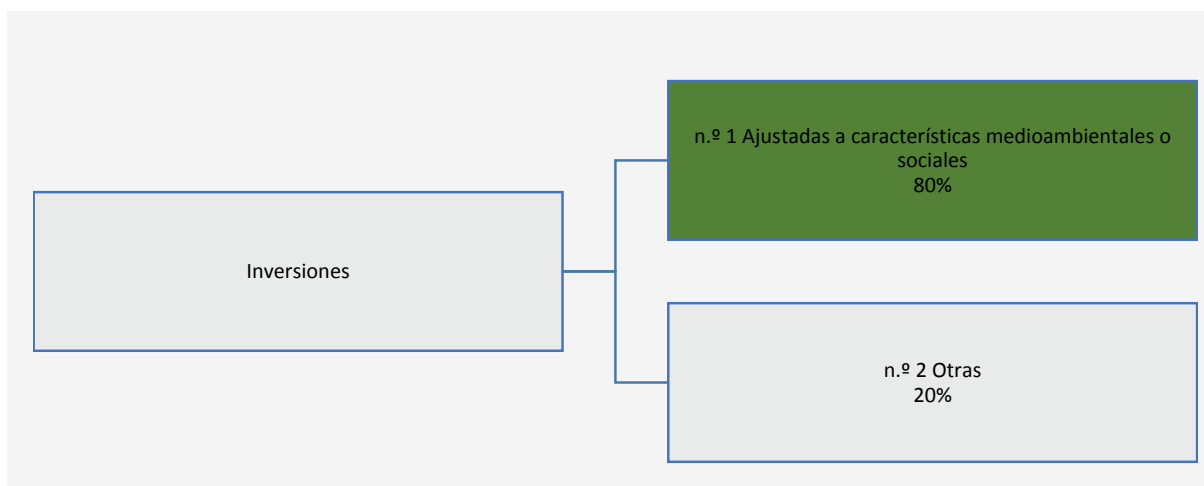 n.º 1 Ajustadas a características medioambientales o
sociales
80%
Inversiones
n.º 2 Otras
20%